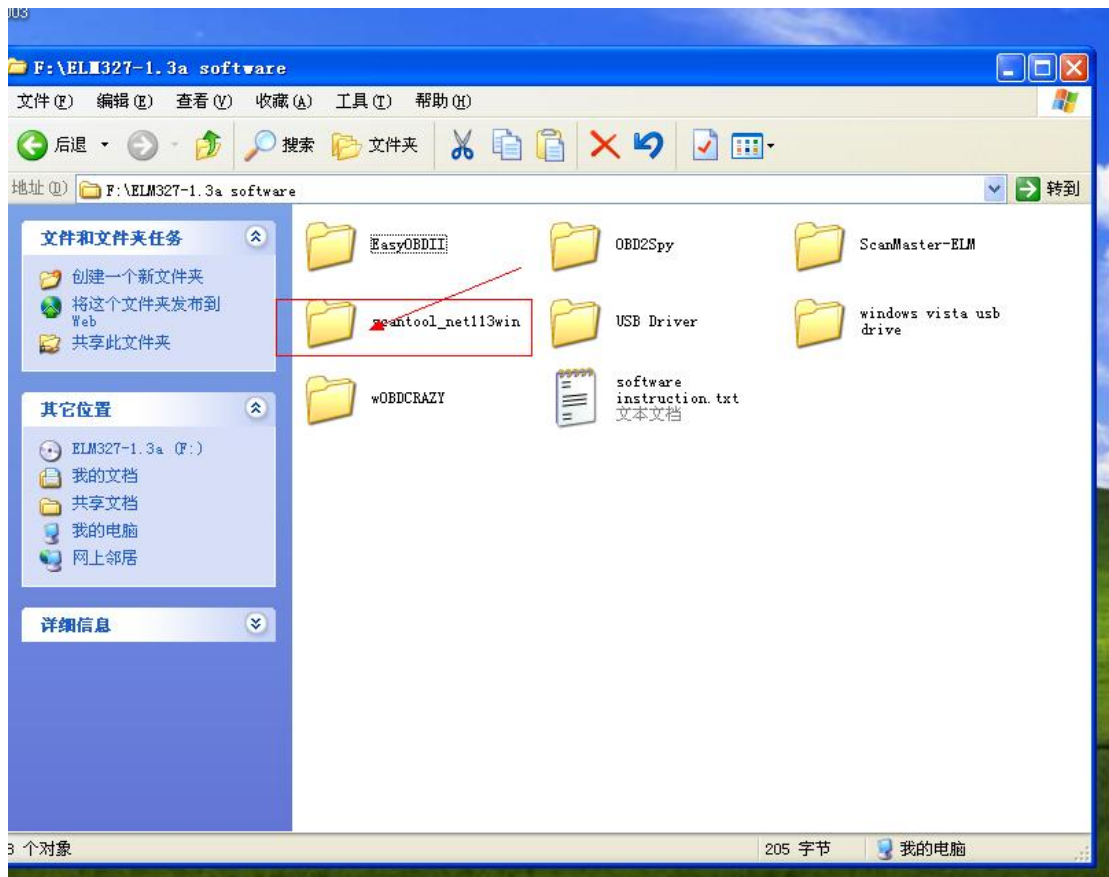 003
F:\ELM327-1.3a software
文件(F) 编辑(E) 查看(V) 收藏(A) 工具(T) 帮助(H)
后退 搜索 文件夹
地址(D) F:\ELM327-1.3a software 转到
文件和文件夹任务
创建一个新文件夹
将这个文件夹发布到
Web
共享此文件夹
其它位置
ELM327-1.3a (F:)
我的文档
共享文档
我的电脑
网上邻居
详细信息
EasyOBDII OBD2Spy ScanMaster-ELM
scantool_net113win USB Driver windows vista usb
drive
wOBDCRAZY software
instruction.txt
文本文档
8 个对象 205 字节 我的电脑